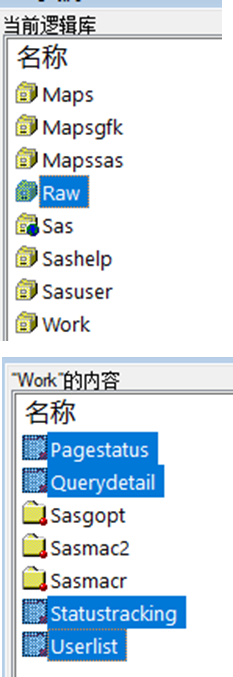 当前逻辑库
名称
Maps
Mapsgfk
Mapssas
Raw
Sas
Sashelp
Sasuser
Work
"Work"的内容
名称
Pagestatus
Querydetail
Sasgopt
Sasmac2
Sasmacr
Statustracking
Userlist